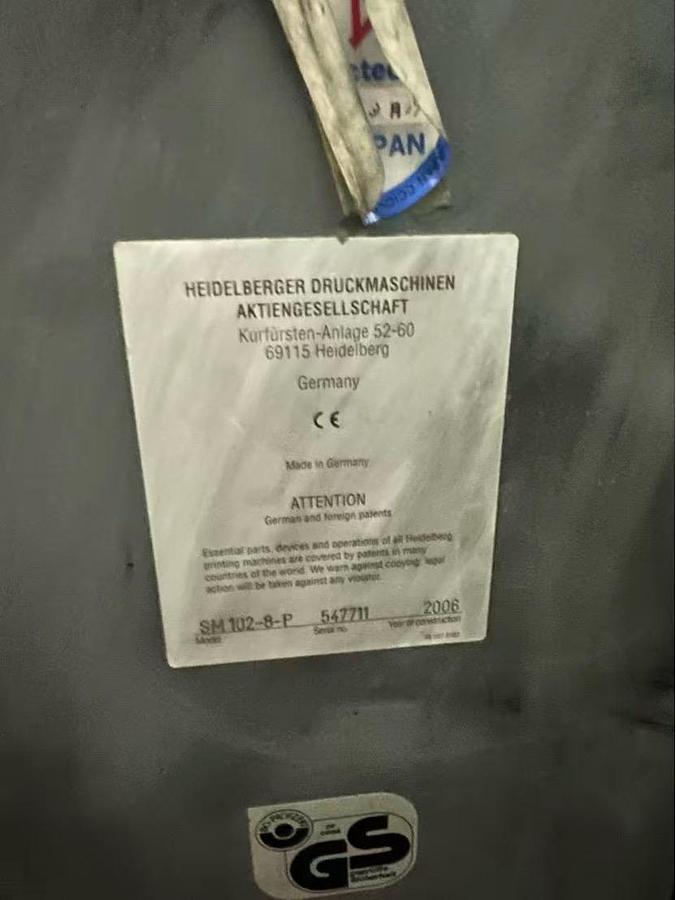 PAN
HEIDELBERGER DRUCKMASCHINEN
AKTIENGESELLSCHAFT
Kurfürsten-Anlage 52-60
69115 Heidelberg
Germany
CE
Made in Germany
ATTENTION
German and foreign patents
Essential parts, devices and operations of all Heidelberg
printing machines are covered by patents in many
countries of the world. We warn against copying; legal
action will be taken against any violator.
SM 102-8-P 547711 2006
Model Serial no. Year of construction
GS